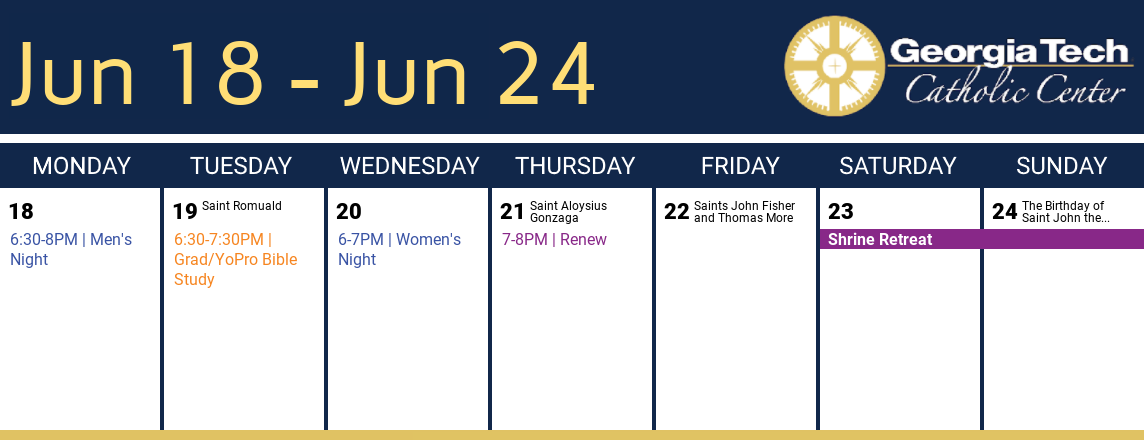 Jun 18 - Jun 24
Georgia Tech
Catholic Center
MONDAY
TUESDAY
WEDNESDAY
THURSDAY
FRIDAY
SATURDAY
SUNDAY
18
6:30-8PM | Men's
Night
19 Saint Romuald
6:30-7:30PM |
Grad/YoPro Bible
Study
20
6-7PM | Women's
Night
21 Saint Aloysius
Gonzaga
7-8PM | Renew
22 Saints John Fisher
and Thomas More
23
24 The Birthday of
Saint John the...
Shrine Retreat